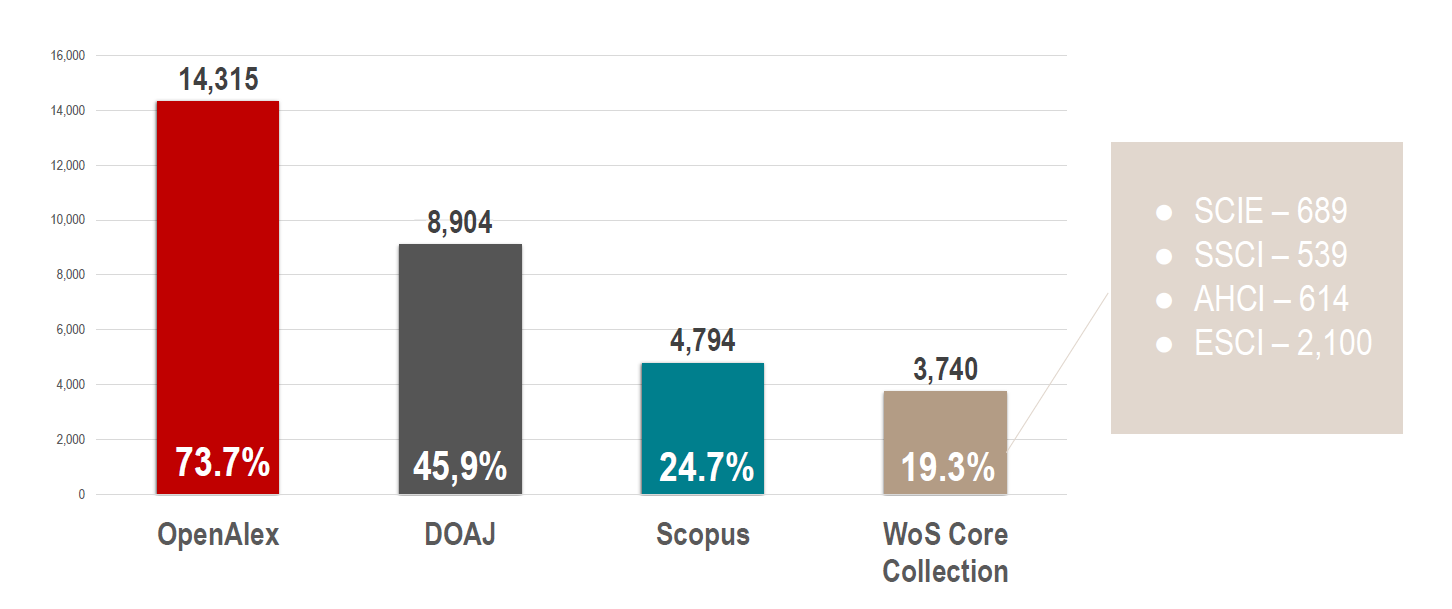 16,000
14,000
12,000
10,000
8,000
6,000
4,000
2,000
0
14,315
8,904
4,794
3,740
73.7%
45,9%
24.7%
19.3%
OpenAlex
DOAJ
Scopus
WoS Core
Collection
● SCIE – 689
● SSCI – 539
● AHCI – 614
● ESCI – 2,100